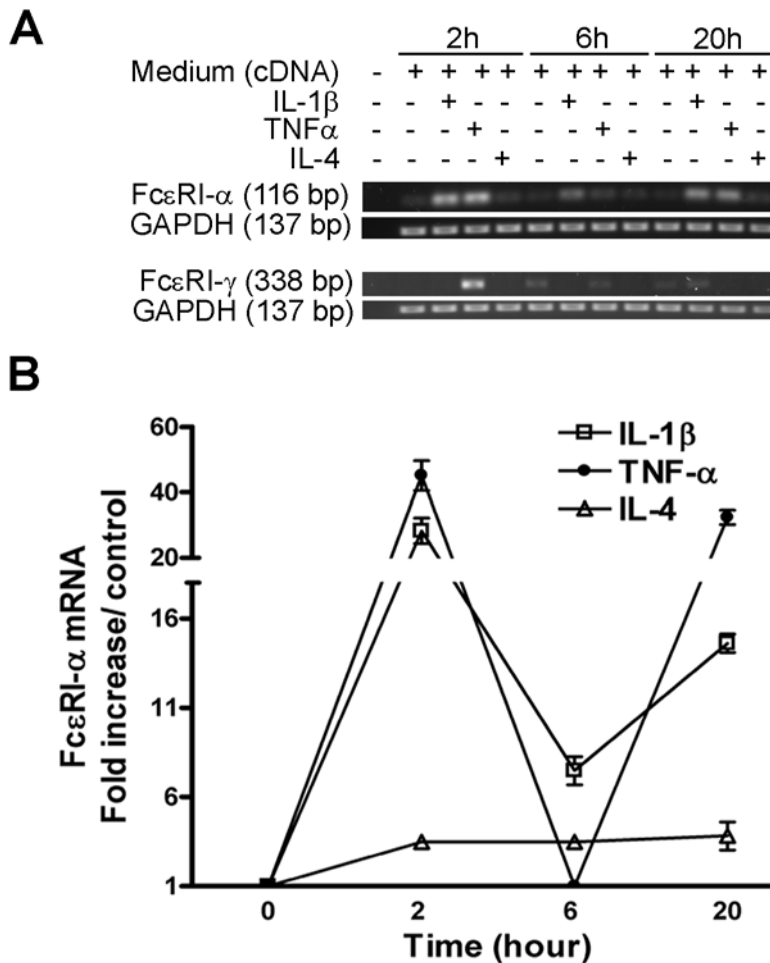 A
2h 6h 20h
Medium (cDNA) - + + + + + + + + + + + +
IL-1β - - + - - - + - - - + - -
TNFα - - - + - - - + - - - + -
IL-4 - - - - + - - - + - - - +
FcεRI-α (116 bp)
GAPDH (137 bp)
FcεRI-γ (338 bp)
GAPDH (137 bp)
B
FcεRI-α mRNA
Fold increase/ control
60
40
20
16
11
6
1
IL-1β
TNF-α
IL-4
0 2 6 20
Time (hour)